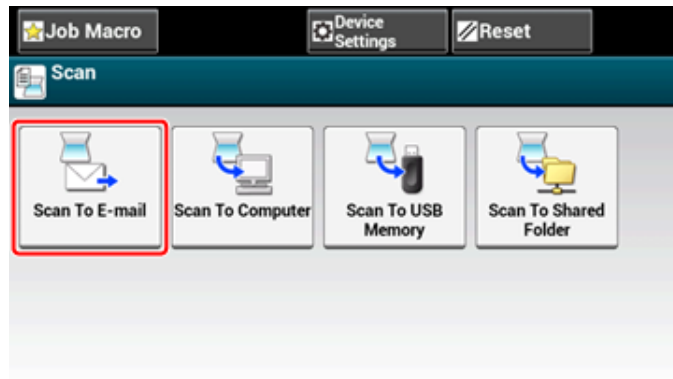 Job Macro
Device
Settings
Reset
Scan
Scan To E-mail
Scan To Computer
Scan To USB
Memory
Scan To Shared
Folder